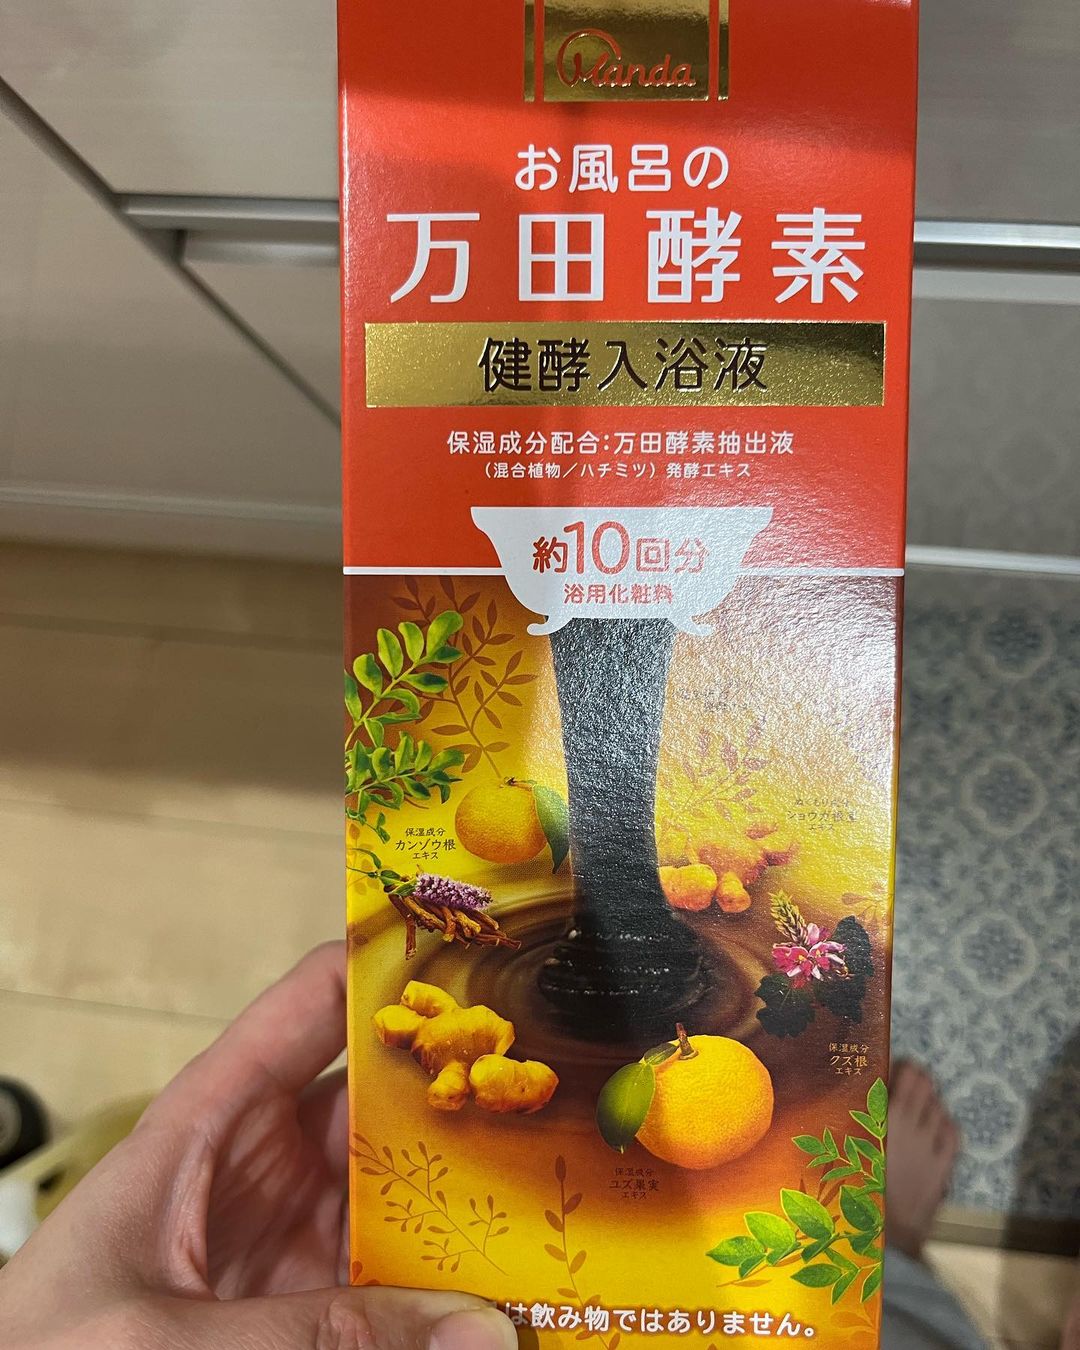 Manda
お風呂の
万田酵素
健酵入浴液
保湿成分配合:万田酵素抽出液
(混合植物/ハチミツ)発酵エキス
約10回分
浴用化粧料
保湿成分
カンゾウ根
エキス
ショウガ根茎
エキス
保湿成分
クズ根
エキス
保湿成分
ユズ果実
エキス
は飲み物ではありません。